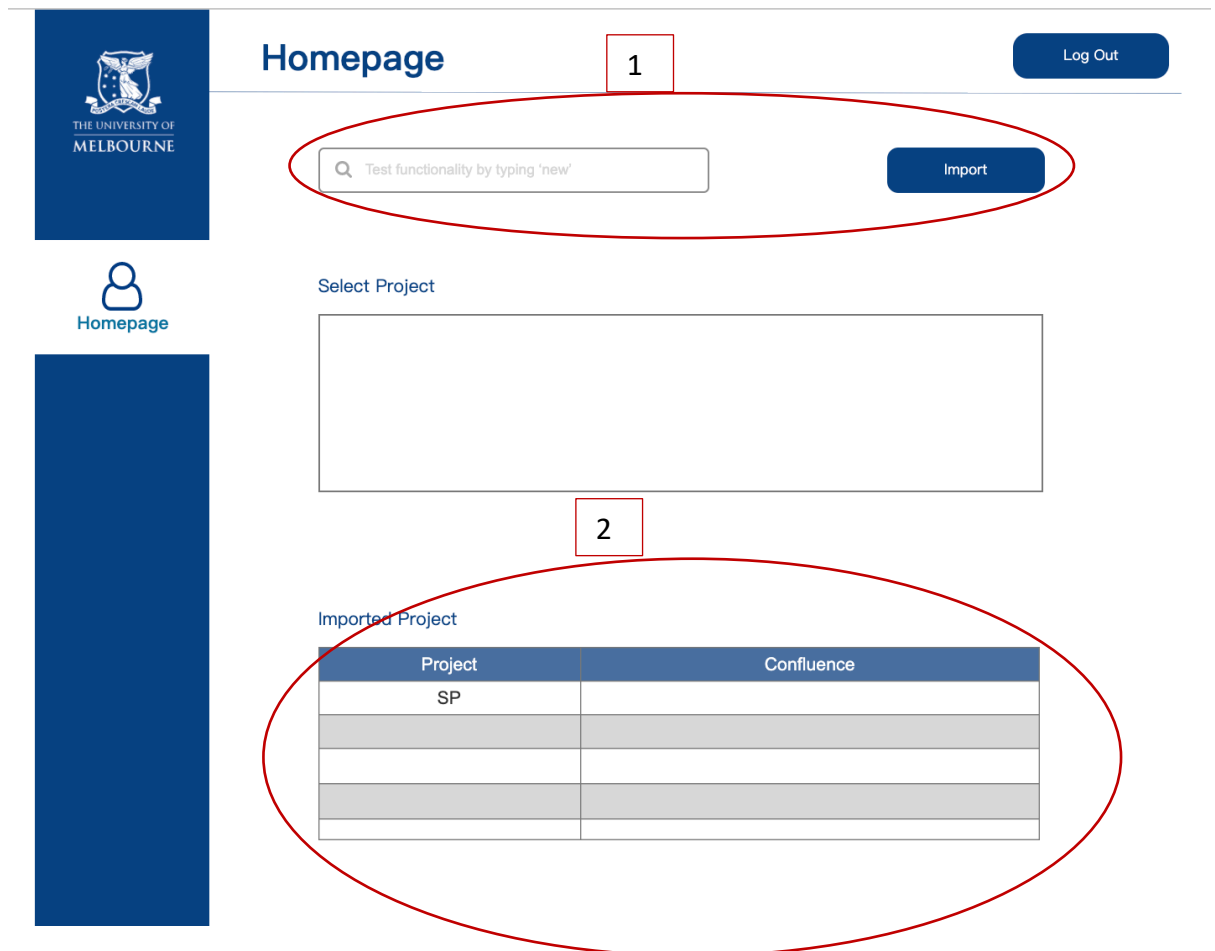 Homepage
1
Log Out
THE UNIVERSITY OF
MELBOURNE
Test functionality by typing 'new'
Import
Homepage
Select Project
2
Imported Project
Project Confluence
SP